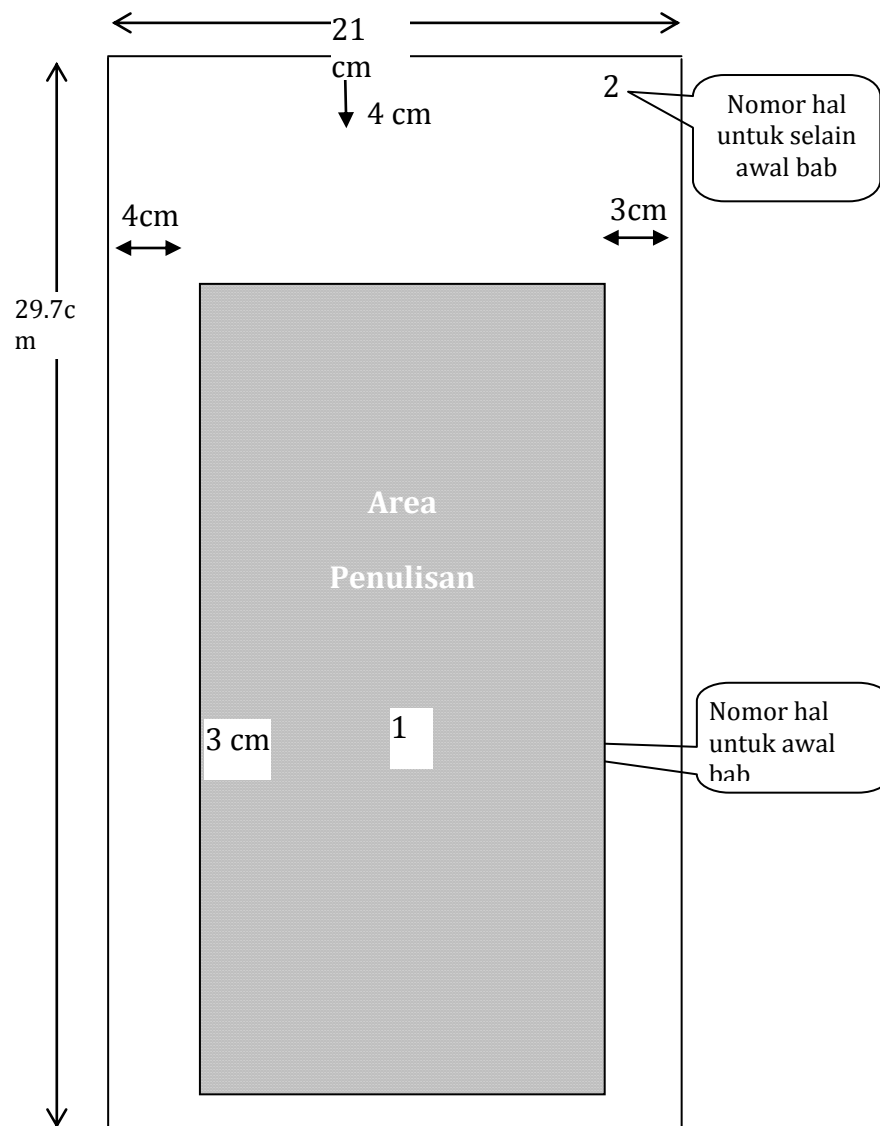 21
cm
4 cm
2
Nomor hal
untuk selain
awal bab
4cm
3cm
29.7c
m
Area
Penulisan
3 cm
1
Nomor hal
untuk awal
bab